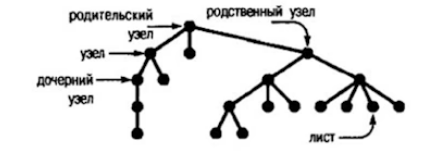 родительский
узел
родственный узел
узел
дочерний
узел
лист